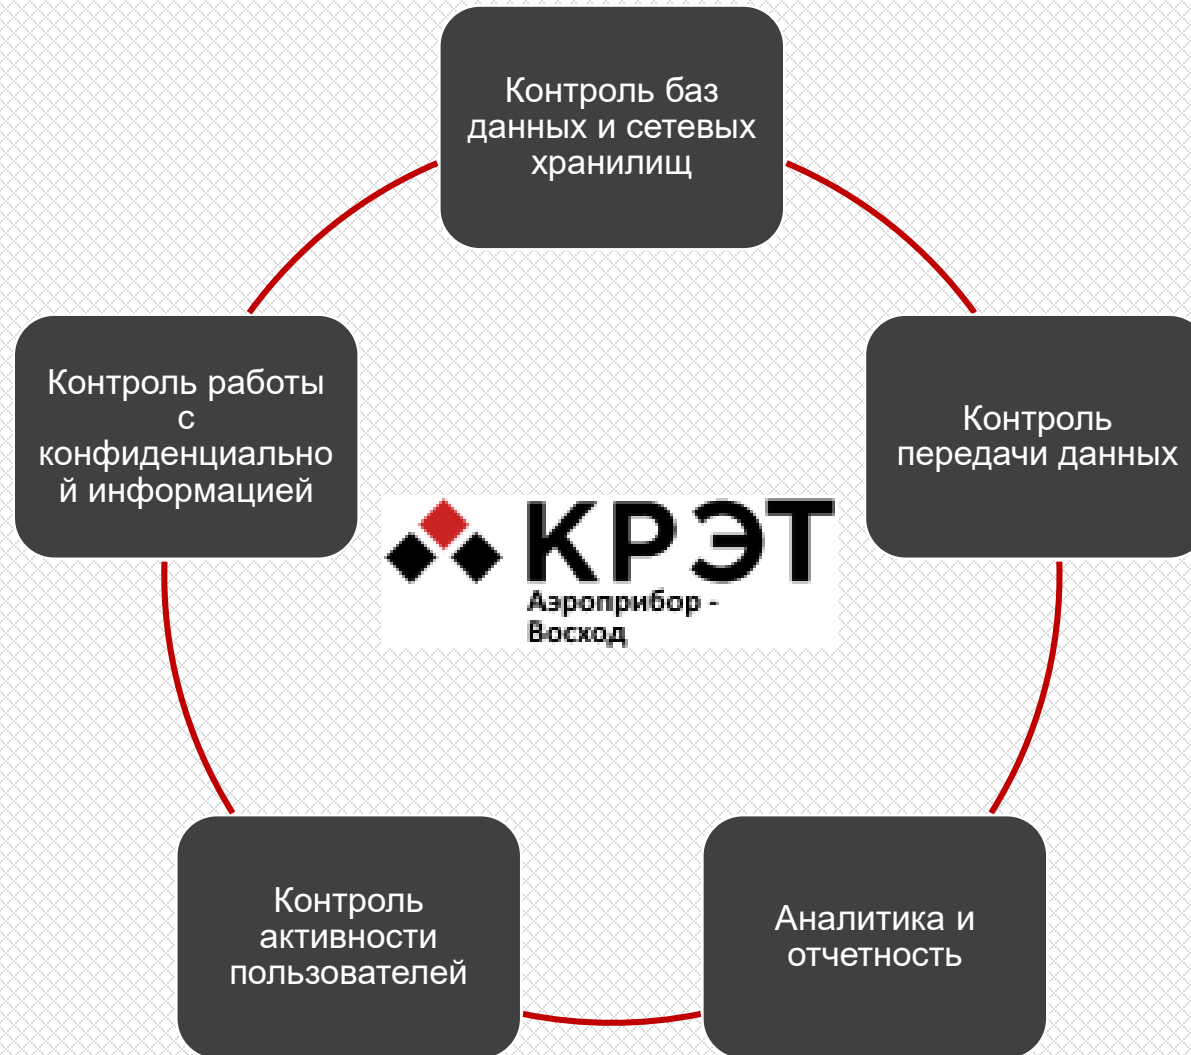 Контроль баз
данных и сетевых
хранилищ
Контроль работы
с
конфиденциально
й информацией
Контроль
передачи данных
КРЭТ
Аэроприбор -
Восход
Контроль
активности
пользователей
Аналитика и
отчетность